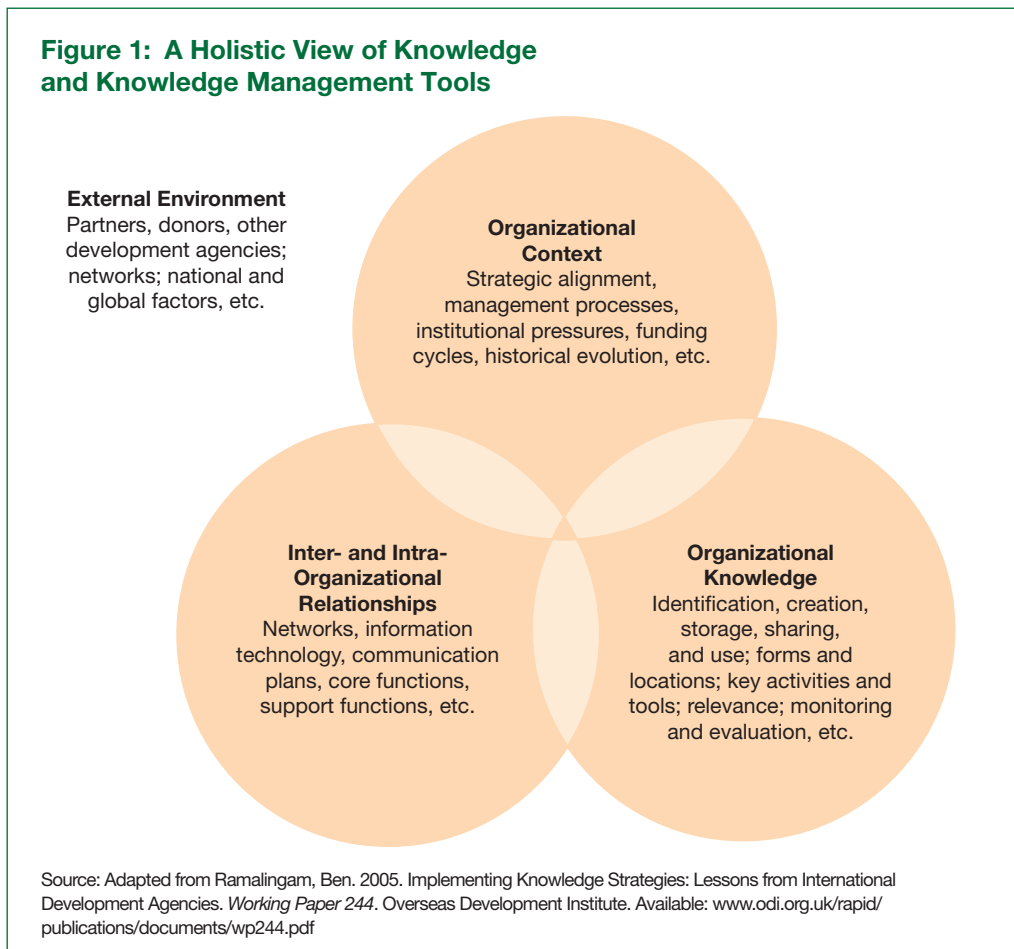 Figure 1: A Holistic View of Knowledge
and Knowledge Management Tools
External Environment
Partners, donors, other
development agencies;
networks; national and
global factors, etc.
Organizational
Context
Strategic alignment,
management processes,
institutional pressures, funding
cycles, historical evolution, etc.
Inter- and Intra-
Organizational
Relationships
Networks, information
technology, communication
plans, core functions,
support functions, etc.
Organizational
Knowledge
Identification, creation,
storage, sharing,
and use; forms and
locations; key activities and
tools; relevance; monitoring
and evaluation, etc.
Source: Adapted from Ramalingam, Ben. 2005. Implementing Knowledge Strategies: Lessons from International
Development Agencies. Working Paper 244. Overseas Development Institute. Available: www.odi.org.uk/rapid/
publications/documents/wp244.pdf